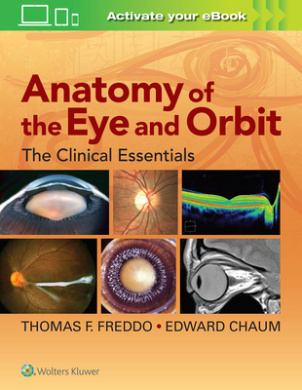 Activate your eBook
Anatomy of
the Eye and Orbit
The Clinical Essentials
THOMAS F. FREDDO • EDWARD CHAUM
Wolters Kluwer